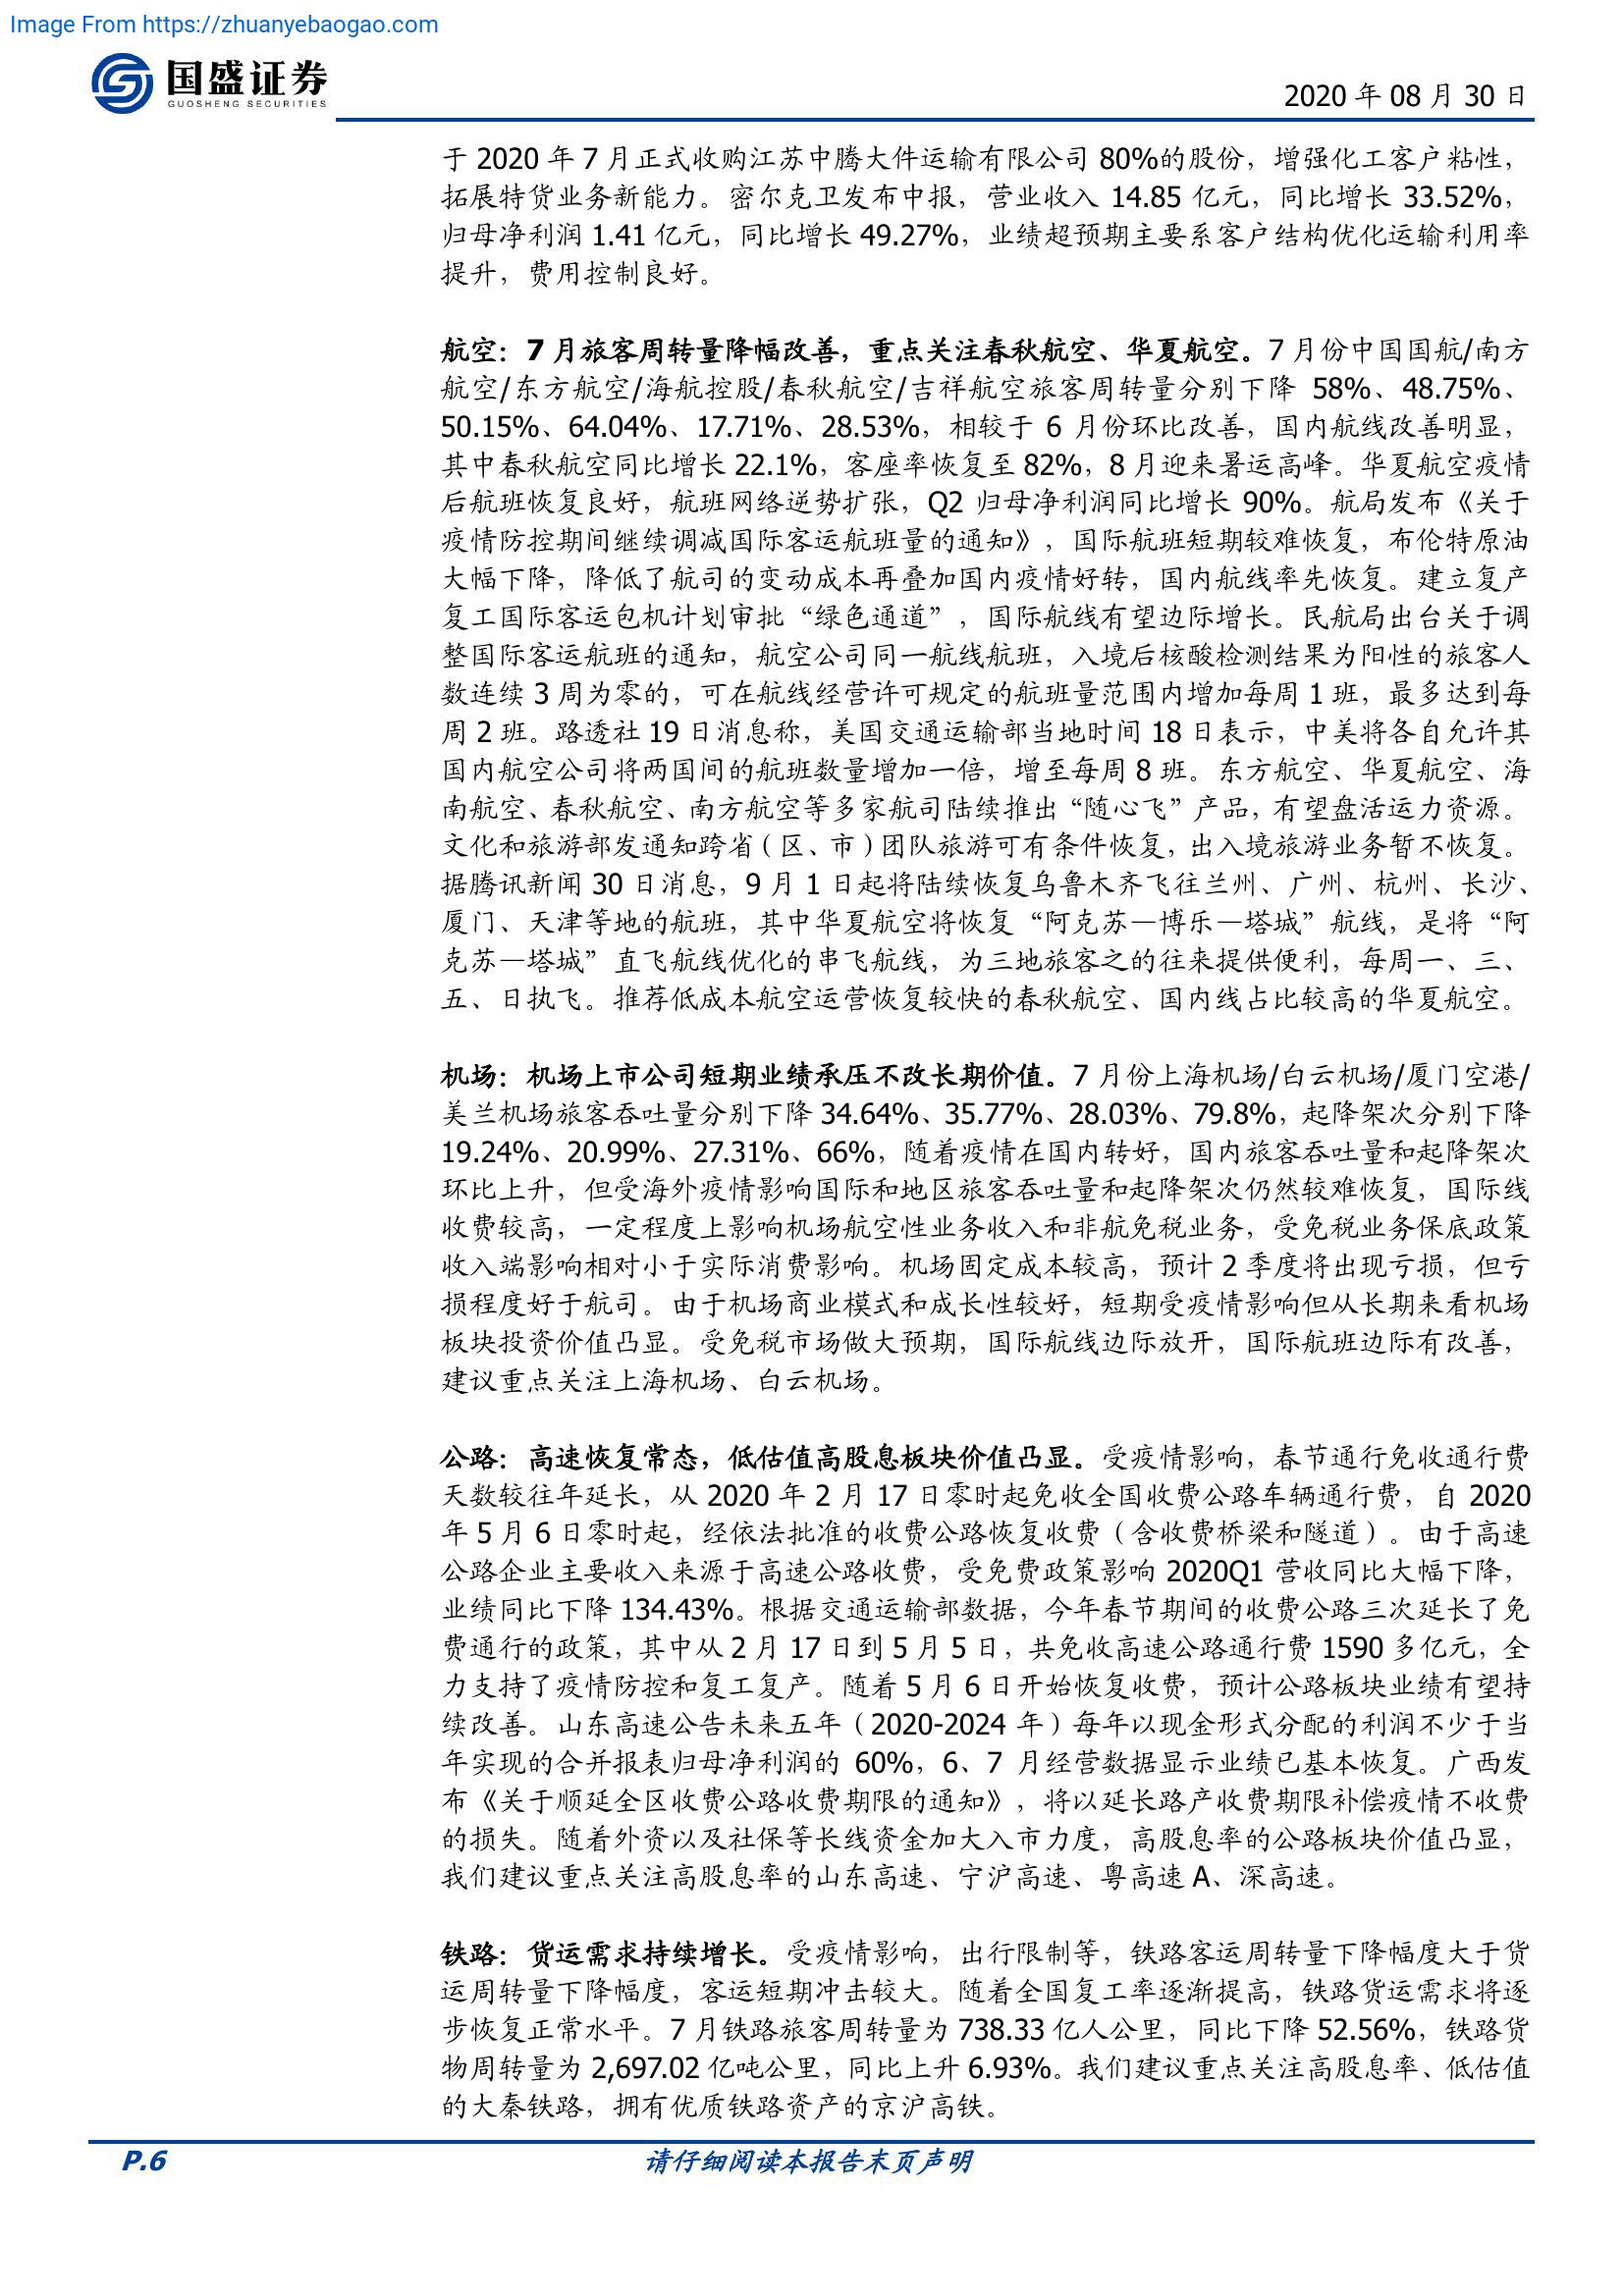 Image From https://zhuanyebaogao.com
国盛证券
GUOSHENG SECURITIES
2020 年 08 月 30 日
于 2020 年 7 月正式收购江苏中腾大件运输有限公司 80%的股份，增强化工客户粘性，
拓展特货业务新能力。密尔克卫发布中报，营业收入 14.85 亿元，同比增长 33.52%，
归母净利润 1.41 亿元，同比增长 49.27%，业绩超预期主要系客户结构优化运输利用率
提升，费用控制良好。
航空：7 月旅客周转量降幅改善，重点关注春秋航空、华夏航空。7 月份中国国航/南方
航空/东方航空/海航控股/春秋航空/吉祥航空旅客周转量分别下降 58%、48.75%、
50.15%、64.04%、17.71%、28.53%，相较于 6 月份环比改善，国内航线改善明显，
其中春秋航空同比增长 22.1%，客座率恢复至 82%，8 月迎来暑运高峰。华夏航空疫情
后航班恢复良好，航班网络逆势扩张，Q2 归母净利润同比增长 90%。航局发布《关于
疫情防控期间继续调减国际客运航班量的通知》，国际航班短期较难恢复，布伦特原油
大幅下降，降低了航司的变动成本再叠加国内疫情好转，国内航线率先恢复。建立复产
复工国际客运包机计划审批“绿色通道”，国际航线有望边际增长。民航局出台关于调
整国际客运航班的通知，航空公司同一航线航班，入境后核酸检测结果为阳性的旅客人
数连续 3 周为零的，可在航线经营许可规定的航班量范围内增加每周 1 班，最多达到每
周 2 班。路透社 19 日消息称，美国交通运输部当地时间 18 日表示，中美将各自允许其
国内航空公司将两国间的航班数量增加一倍，增至每周 8 班。东方航空、华夏航空、海
南航空、春秋航空、南方航空等多家航司陆续推出“随心飞”产品，有望盘活运力资源。
文化和旅游部发通知跨省（区、市）团队旅游可有条件恢复，出入境旅游业务暂不恢复。
据腾讯新闻 30 日消息，9 月 1 日起将陆续恢复乌鲁木齐飞往兰州、广州、杭州、长沙、
厦门、天津等地的航班，其中华夏航空将恢复“阿克苏—博乐—塔城”航线，是将“阿
克苏—塔城”直飞航线优化的串飞航线，为三地旅客之的往来提供便利，每周一、三、
五、日执飞。推荐低成本航空运营恢复较快的春秋航空、国内线占比较高的华夏航空。
机场：机场上市公司短期业绩承压不改长期价值。7 月份上海机场/白云机场/厦门空港/
美兰机场旅客吞吐量分别下降 34.64%、35.77%、28.03%、79.8%，起降架次分别下降
19.24%、20.99%、27.31%、66%，随着疫情在国内转好，国内旅客吞吐量和起降架次
环比上升，但受海外疫情影响国际和地区旅客吞吐量和起降架次仍然较难恢复，国际线
收费较高，一定程度上影响机场航空性业务收入和非航免税业务，受免税业务保底政策
收入端影响相对小于实际消费影响。机场固定成本较高，预计 2 季度将出现亏损，但亏
损程度好于航司。由于机场商业模式和成长性较好，短期受疫情影响但从长期来看机场
板块投资价值凸显。受免税市场做大预期，国际航线边际放开，国际航班边际有改善，
建议重点关注上海机场、白云机场。
公路：高速恢复常态，低估值高股息板块价值凸显。受疫情影响，春节通行免收通行费
天数较往年延长，从 2020 年 2 月 17 日零时起免收全国收费公路车辆通行费，自 2020
年 5 月 6 日零时起，经依法批准的收费公路恢复收费（含收费桥梁和隧道）。由于高速
公路企业主要收入来源于高速公路收费，受免费政策影响 2020Q1 营收同比大幅下降，
业绩同比下降 134.43%。根据交通运输部数据，今年春节期间的收费公路三次延长了免
费通行的政策，其中从 2 月 17 日到 5 月 5 日，共免收高速公路通行费 1590 多亿元，全
力支持了疫情防控和复工复产。随着 5 月 6 日开始恢复收费，预计公路板块业绩有望持
续改善。山东高速公告未来五年（2020-2024 年）每年以现金形式分配的利润不少于当
年实现的合并报表归母净利润的 60%，6、7 月经营数据显示业绩已基本恢复。广西发
布《关于顺延全区收费公路收费期限的通知》，将以延长路产收费期限补偿疫情不收费
的损失。随着外资以及社保等长线资金加大入市力度，高股息率的公路板块价值凸显，
我们建议重点关注高股息率的山东高速、宁沪高速、粤高速 A、深高速。
铁路：货运需求持续增长。受疫情影响，出行限制等，铁路客运周转量下降幅度大于货
运周转量下降幅度，客运短期冲击较大。随着全国复工率逐渐提高，铁路货运需求将逐
步恢复正常水平。7 月铁路旅客周转量为 738.33 亿人公里，同比下降 52.56%，铁路货
物周转量为 2,697.02 亿吨公里，同比上升 6.93%。我们建议重点关注高股息率、低估值
的大秦铁路，拥有优质铁路资产的京沪高铁。
P.6
请仔细阅读本报告末页声明